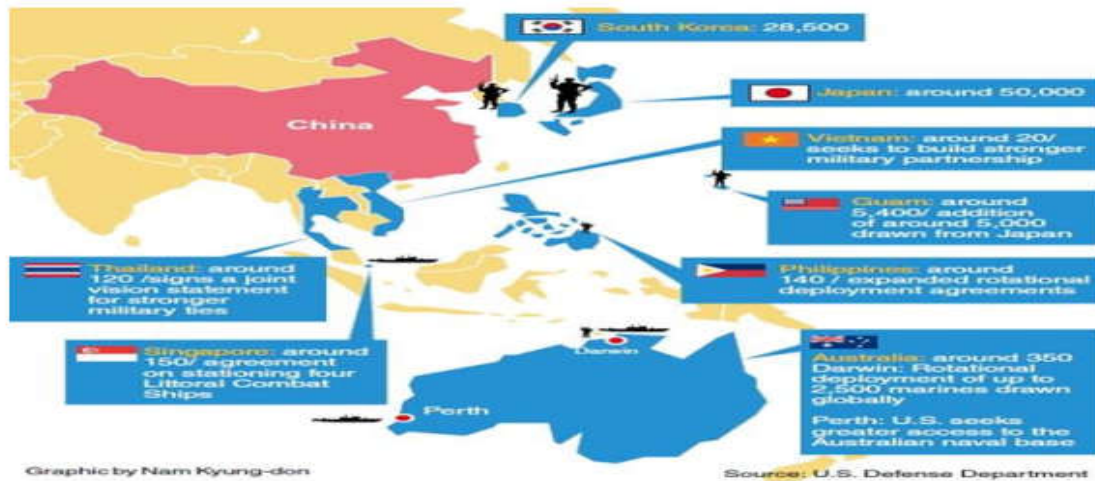 South Korea: 28,500
Japan: around 50,000
China
Vietnam: around 20/
seeks to build stronger
military partnership
Guam: around
5,400/ addition
of around 5,000
drawn from Japan
Thailand: around
120 /signs a joint
vision statement
for stronger
military ties
Philippines: around
140 / expanded rotational
deployment agreements
Singapore: around
150/ agreement
on stationing four
Littoral Combat
Ships
Darwin
Perth
Australia: around 350
Darwin: Rotational
deployment of up to
2,500 marines drawn
globally
Perth: U.S. seeks
greater access to the
Australian naval base
Graphic by Nam Kyung-don
Source: U.S. Defense Department